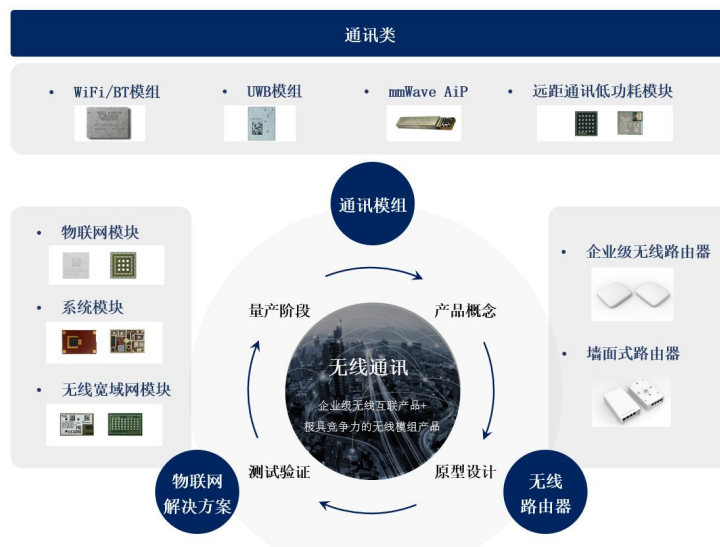 通讯类
• WiFi/BT模组
• UWB模组
• mmWave AiP
• 远距通讯低功耗模块
通讯模组
• 物联网模块
• 系统模块
• 无线宽域网模块
• 企业级无线路由器
• 墙面式路由器
量产阶段
产品概念
无线通讯
企业级无线互联产品+
极具竞争力的无线模组产品
测试验证
原型设计
物联网
解决方案
无线
路由器